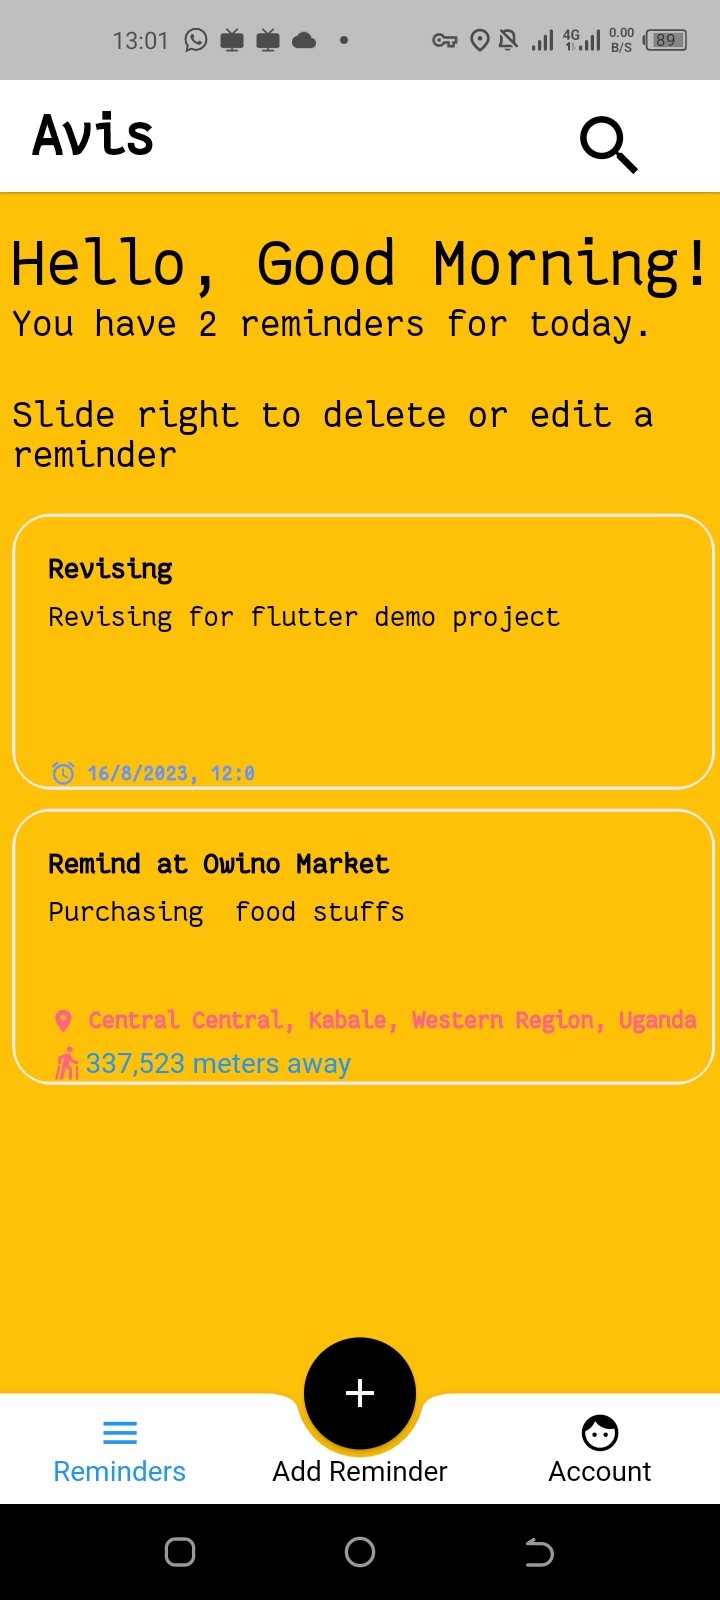 13:01 4G 0.00 B/S 89
Avis
Hello, Good Morning!
You have 2 reminders for today.
Slide right to delete or edit a
reminder
Revising
Revising for flutter demo project
16/8/2023, 12:0
Remind at Owino Market
Purchasing  food stuffs
Central Central, Kabale, Western Region, Uganda
337,523 meters away
Reminders
Add Reminder
Account